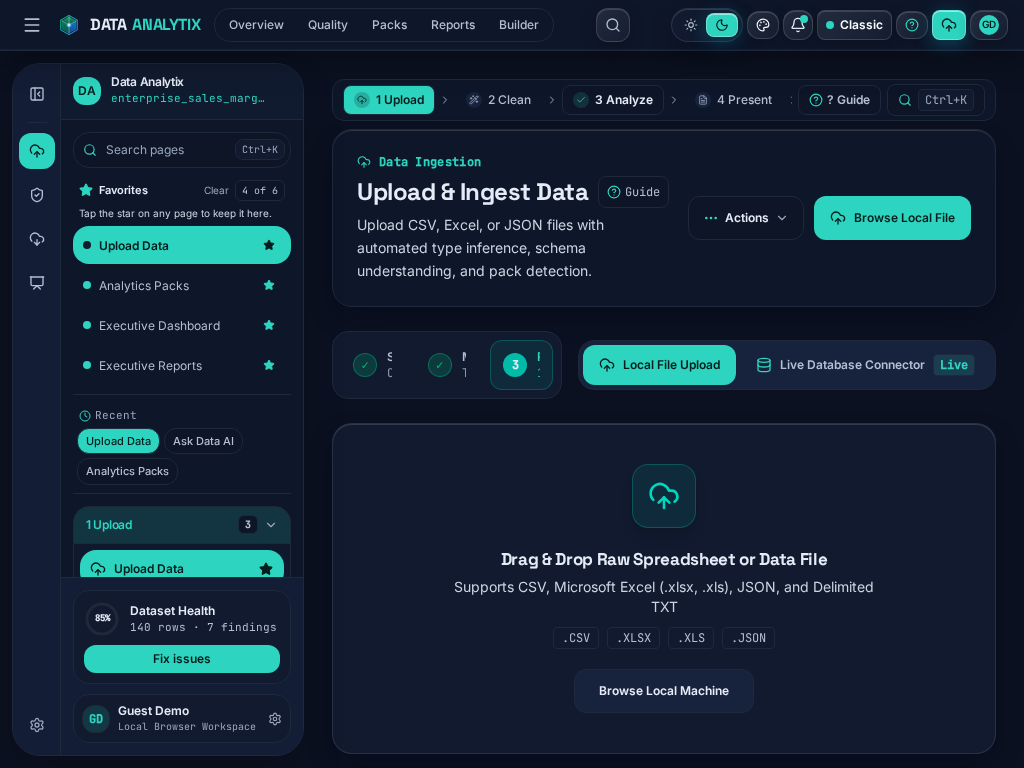 DATA ANALYTIX
Overview Quality Packs Reports Builder
Classic
GD
DA
Data Analytix
enterprise_sales_marg…
Search pages Ctrl+K
Favorites Clear 4 of 6
Tap the star on any page to keep it here.
Upload Data
Analytics Packs
Executive Dashboard
Executive Reports
Recent
Upload Data Ask Data AI
Analytics Packs
1 Upload 3
Upload Data
85%
Dataset Health
140 rows · 7 findings
Fix issues
GD
Guest Demo
Local Browser Workspace
1 Upload 2 Clean 3 Analyze 4 Present ? Guide Ctrl+K
Data Ingestion
Upload & Ingest Data Guide
Upload CSV, Excel, or JSON files with
automated type inference, schema
understanding, and pack detection.
Actions
Browse Local File
3
Local File Upload
Live Database Connector Live
Drag & Drop Raw Spreadsheet or Data File
Supports CSV, Microsoft Excel (.xlsx, .xls), JSON, and Delimited
TXT
.CSV .XLSX .XLS .JSON
Browse Local Machine